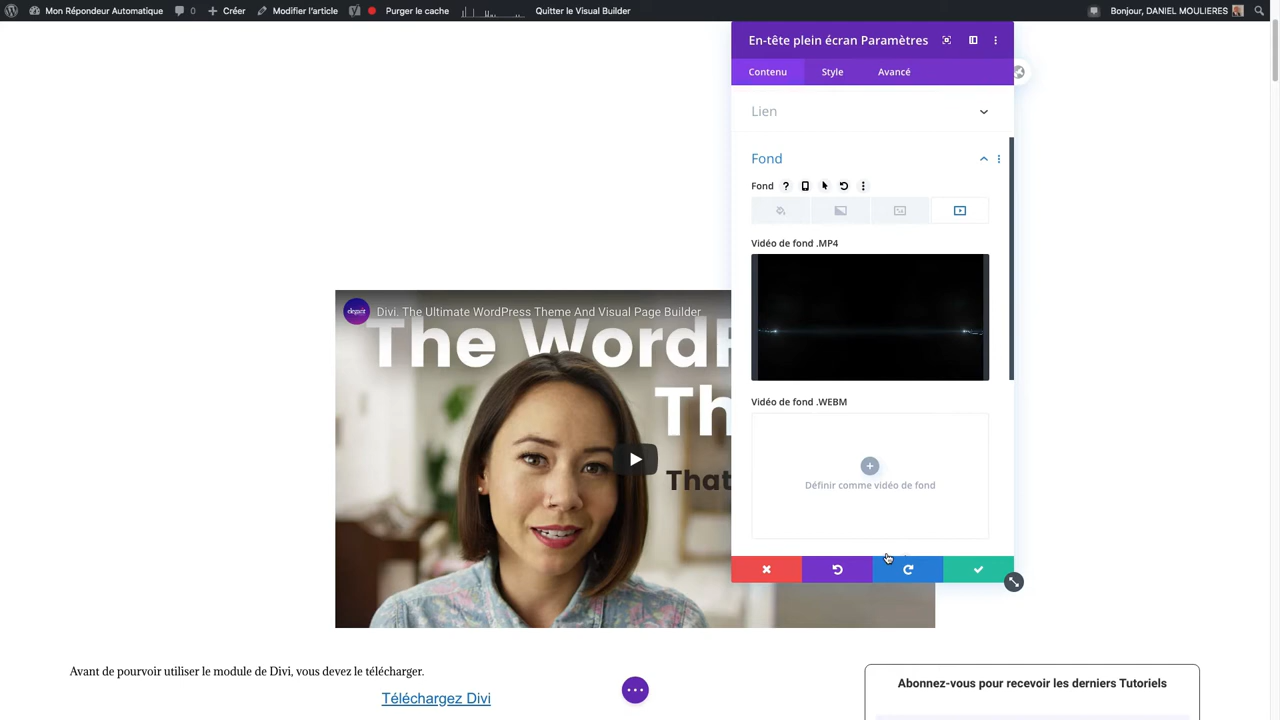 Mon Répondeur Automatique 0 Créer Modifier l'article Purger le cache Quitter le Visual Builder Bonjour, DANIEL MOULIERES
En-tête plein écran Paramètres
Contenu Style Avancé
Lien
Fond
Fond ?
Vidéo de fond .MP4
Vidéo de fond .WEBM
Définir comme vidéo de fond
elegant
Divi. The Ultimate WordPress Theme And Visual Page Builder
The WordP
Th
That
Avant de pourvoir utiliser le module de Divi, vous devez le télécharger.
Téléchargez Divi
Abonnez-vous pour recevoir les derniers Tutoriels